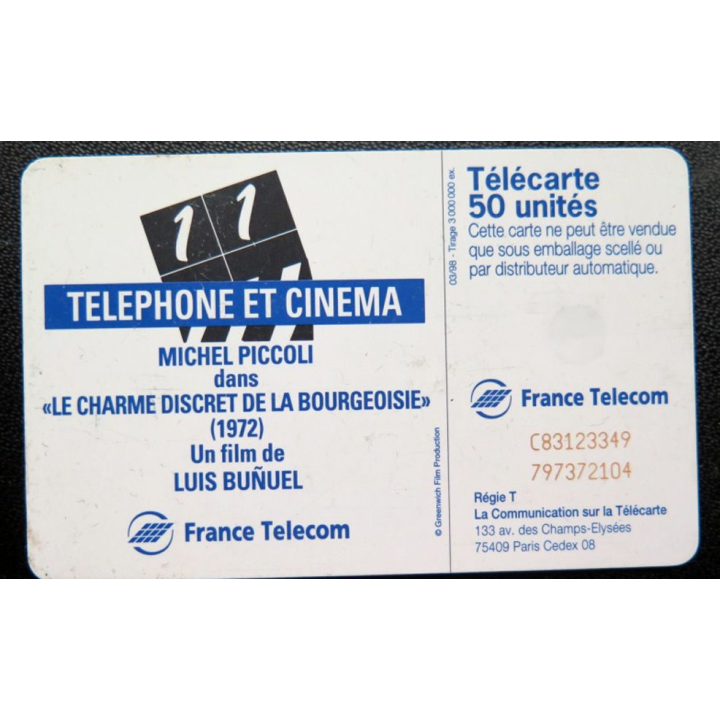 1 1
TELEPHONE ET CINEMA
MICHEL PICCOLI
dans
«LE CHARME DISCRET DE LA BOURGEOISIE»
(1972)
Un film de
LUIS BUÑUEL
France Telecom
© Greenwich Film Production
03/98 - Tirage 3 000 000 ex.
Télécarte
50 unités
Cette carte ne peut être vendue
que sous emballage scellé ou
par distributeur automatique.
France Telecom
C83123349
797372104
Régie T
La Communication sur la Télécarte
133 av. des Champs-Elysées
75409 Paris Cedex 08